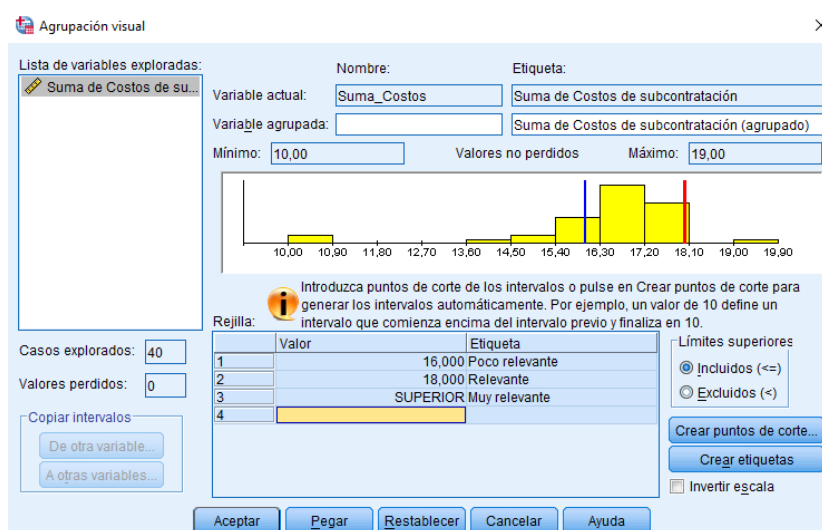 Agrupación visual
Lista de variables exploradas:
Suma de Costos de su...
Nombre:
Etiqueta:
Variable actual:
Suma_Costos
Suma de Costos de subcontratación
Variable agrupada:
Suma de Costos de subcontratación (agrupado)
Mínimo:
10,00
Valores no perdidos
Máximo:
19,00
10,00 10,90 11,80 12,70 13,60 14,50 15,40 16,30 17,20 18,10 19,00 19,90
Introduzca puntos de corte de los intervalos o pulse en Crear puntos de corte para
generar los intervalos automáticamente. Por ejemplo, un valor de 10 define un
intervalo que comienza encima del intervalo previo y finaliza en 10.
Rejilla:
Valor Etiqueta
1 16,000 Poco relevante
2 18,000 Relevante
3 SUPERIOR Muy relevante
4
Casos explorados: 40
Valores perdidos: 0
Copiar intervalos
De otra variable...
A otras variables...
Límites superiores
Incluidos (<=)
Excluidos (<)
Crear puntos de corte...
Crear etiquetas
Invertir escala
Aceptar Pegar Restablecer Cancelar Ayuda